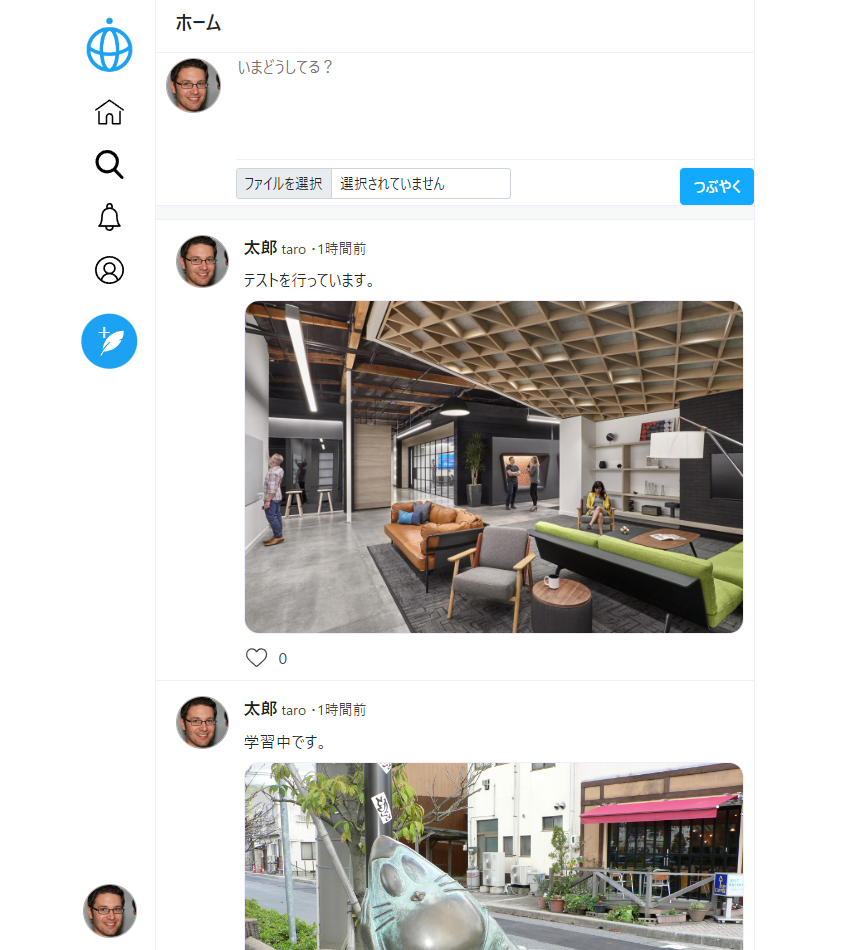 ホーム
いまどうしてる？
ファイルを選択 選択されていません
つぶやく
太郎 taro ・1時間前
テストを行っています。
0
太郎 taro ・1時間前
学習中です。